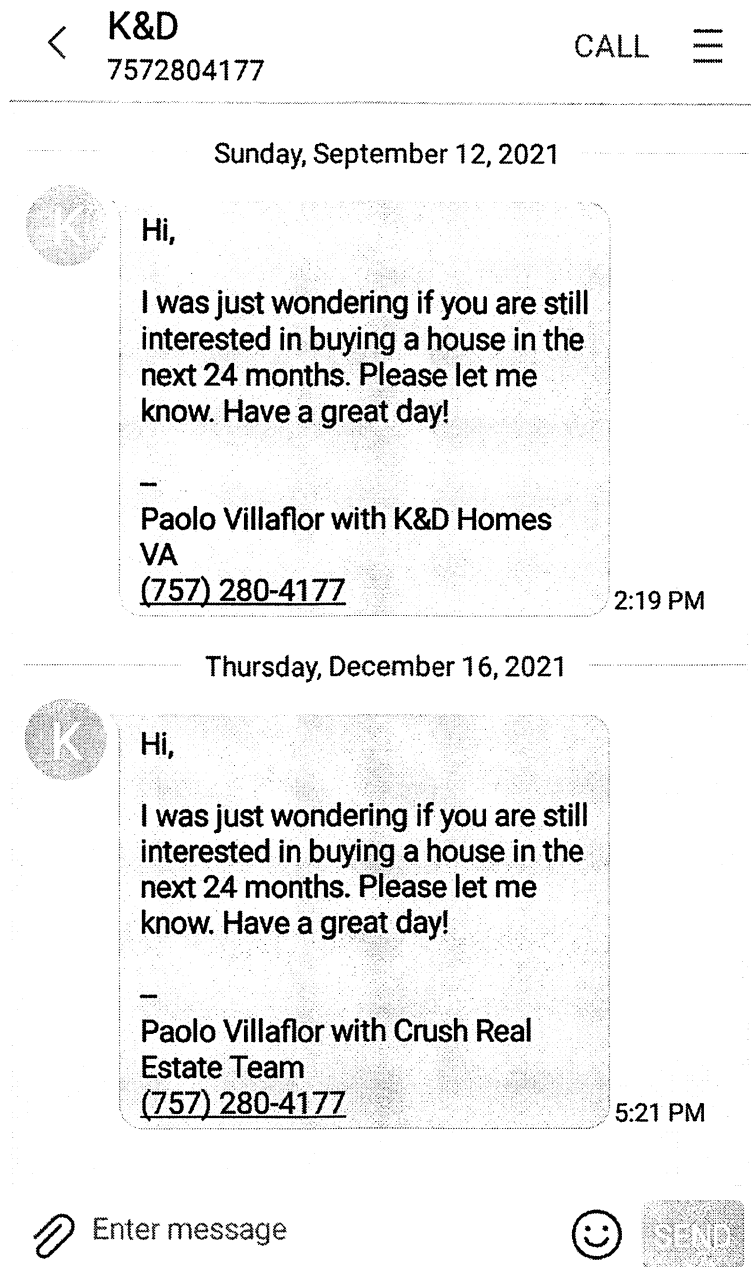 K&D
CALL
7572804177
Sunday, September 12, 2021
K
Hi,
I was just wondering if you are still
interested in buying a house in the
next 24 months. Please let me
know. Have a great day!
_
Paolo Villaflor with K&D Homes
VA
(757) 280-4177
2:19 PM
Thursday, December 16, 2021
K
Hi,
I was just wondering if you are still
interested in buying a house in the
next 24 months. Please let me
know. Have a great day!
_
Paolo Villaflor with Crush Real
Estate Team
(757) 280-4177
5:21 PM
Enter message
SEND